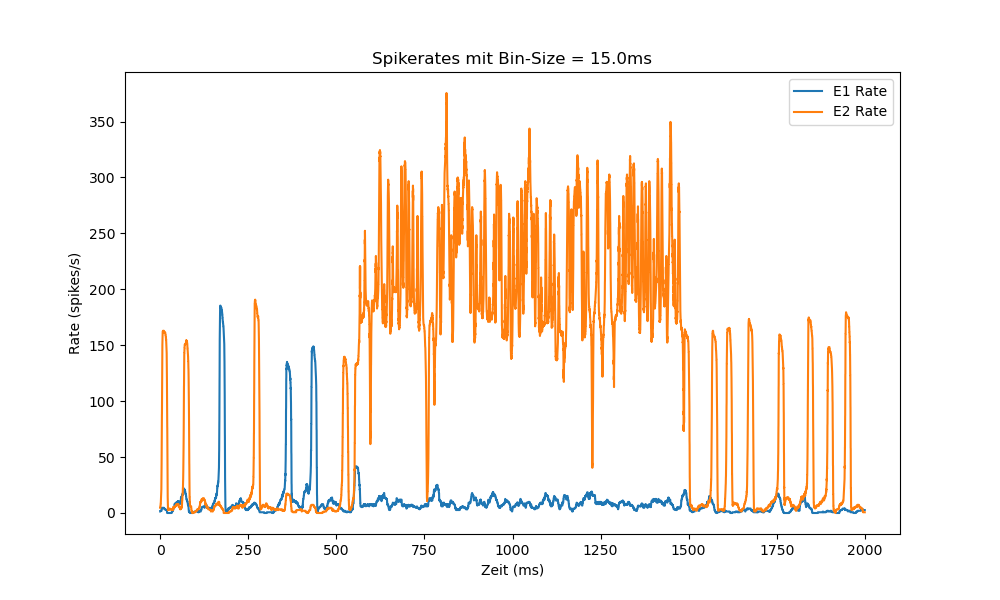 Spikerates mit Bin-Size = 15.0ms
E1 Rate
E2 Rate
350
300
250
200
150
100
50
0
Rate (spikes/s)
0 250 500 750 1000 1250 1500 1750 2000
Zeit (ms)